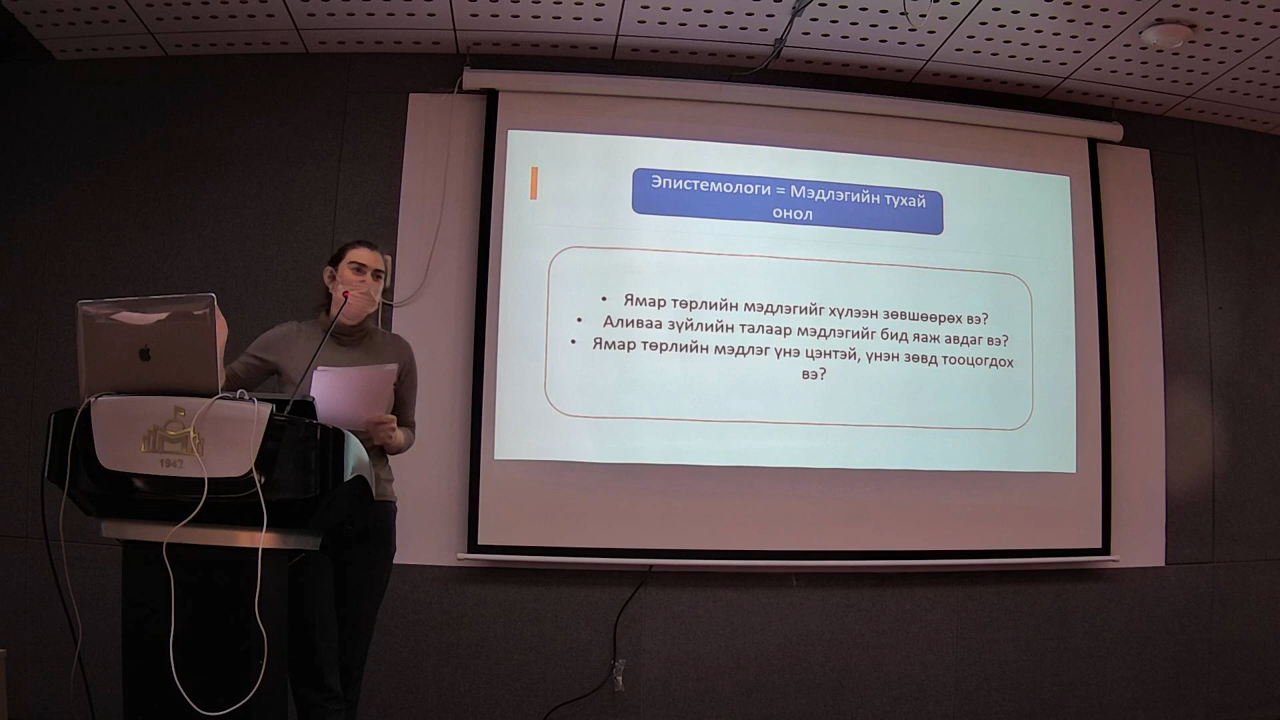 Эпистемологи = Мэдлэгийн тухай
онол
• Ямар төрлийн мэдлэгийг хүлээн зөвшөөрөх вэ?
• Аливаа зүйлийн талаар мэдлэгийг бид яаж авдаг вэ?
• Ямар төрлийн мэдлэг үнэ цэнтэй, үнэн зөвд тооцогдох
вэ?
1942